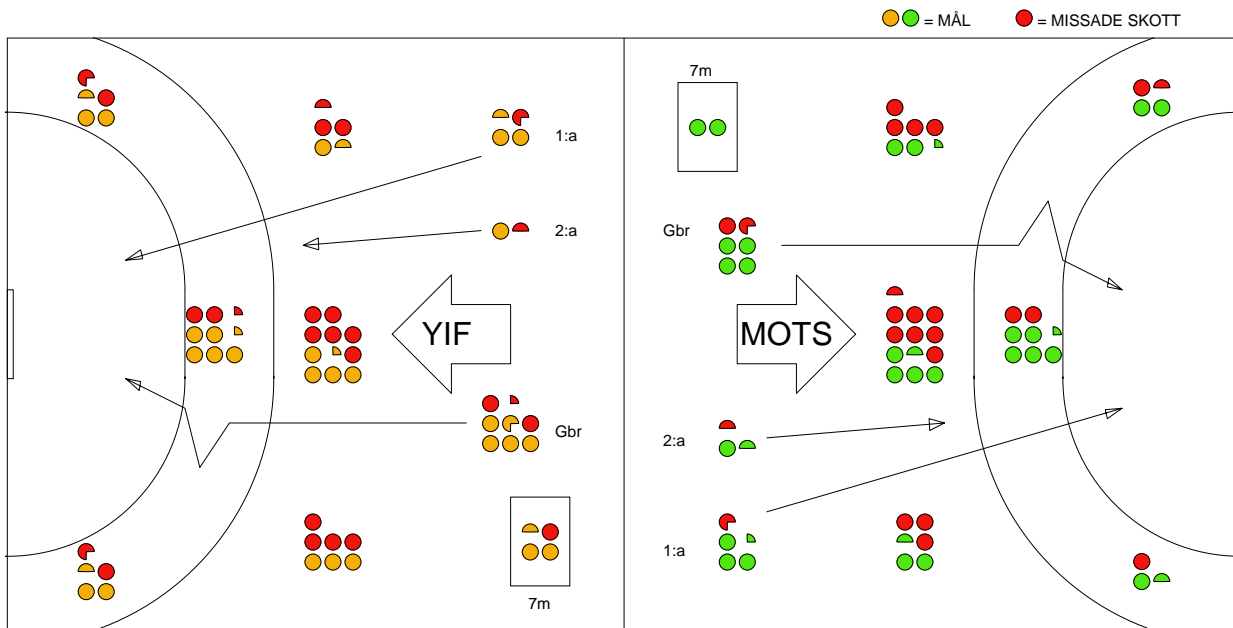 = MÅL
= MISSADE SKOTT
7m
1:a
2:a
YIF
Gbr
7m
Gbr
MOTS
2:a
1:a